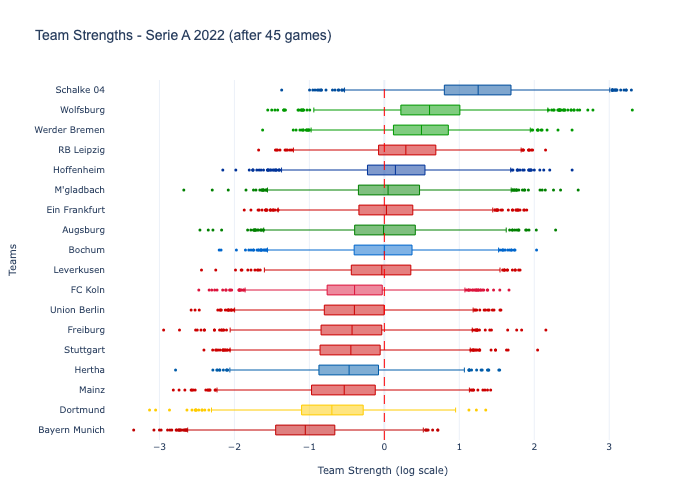 Team Strengths - Serie A 2022 (after 45 games)
Schalke 04
Wolfsburg
Werder Bremen
RB Leipzig
Hoffenheim
M'gladbach
Ein Frankfurt
Augsburg
Bochum
Leverkusen
FC Koln
Union Berlin
Freiburg
Stuttgart
Hertha
Mainz
Dortmund
Bayern Munich
Teams
−3 −2 −1 0 1 2 3
Team Strength (log scale)